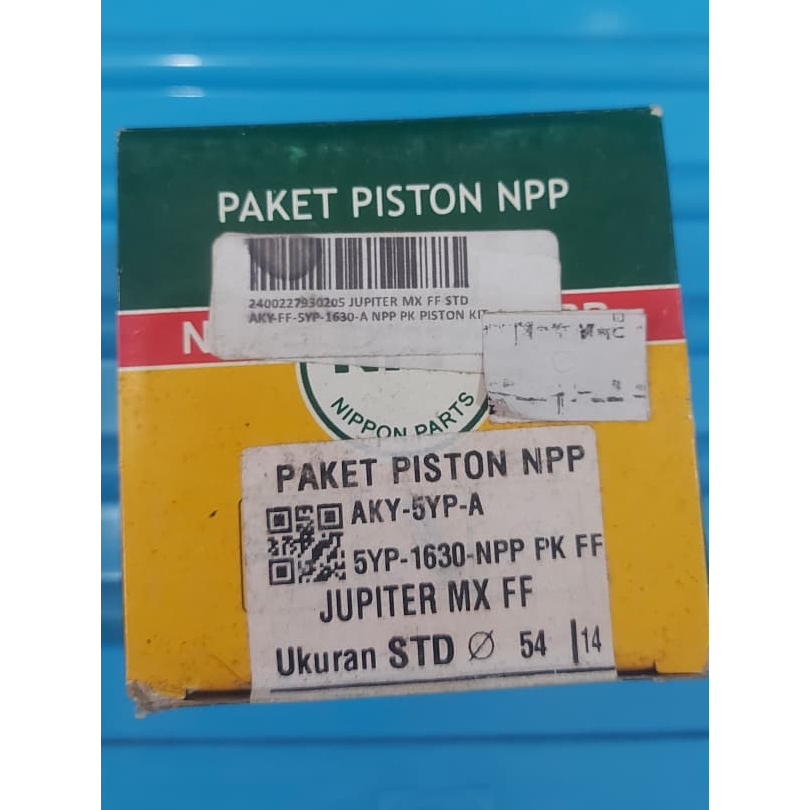 PAKET PISTON NPP
2400227930205 JUPITER MX FF STD
AKY-FF-5YP-1630-A NPP PK PISTON KIT
N
NIPPON PARTS
PAKET PISTON NPP
AKY-5YP-A
5YP-1630-NPP PK FF
JUPITER MX FF
Ukuran STD Ø 54 |14